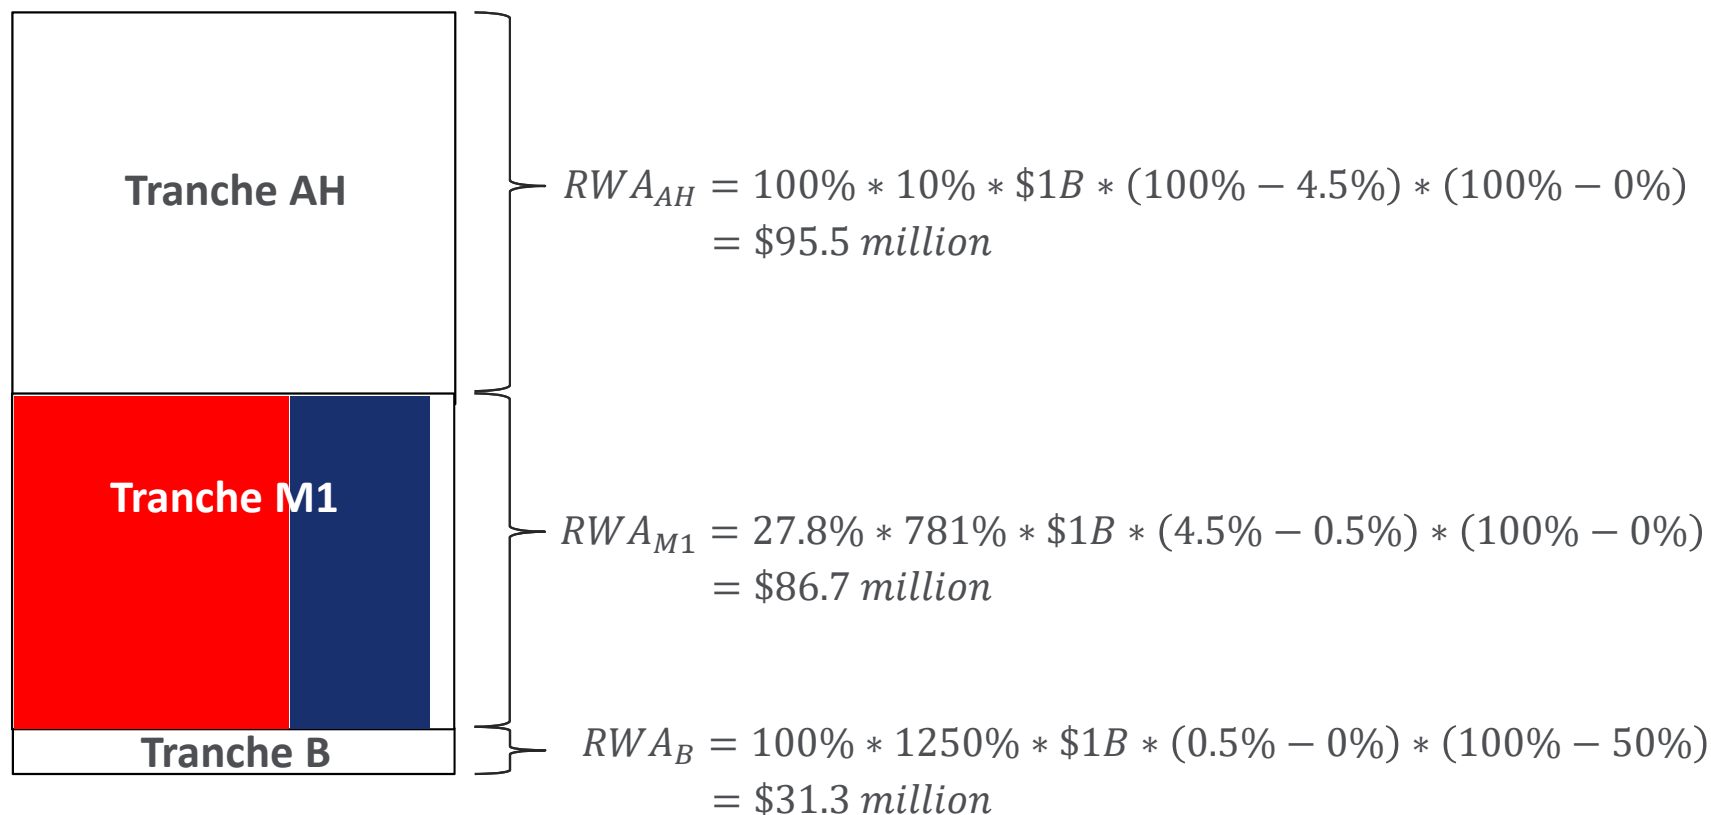 Tranche AH
RWA_AH = 100% ∗ 10% ∗ $1B ∗ (100% − 4.5%) ∗ (100% − 0%)
= $95.5 million
Tranche M1
RWA_M1 = 27.8% ∗ 781% ∗ $1B ∗ (4.5% − 0.5%) ∗ (100% − 0%)
= $86.7 million
Tranche B
RWA_B = 100% ∗ 1250% ∗ $1B ∗ (0.5% − 0%) ∗ (100% − 50%)
= $31.3 million